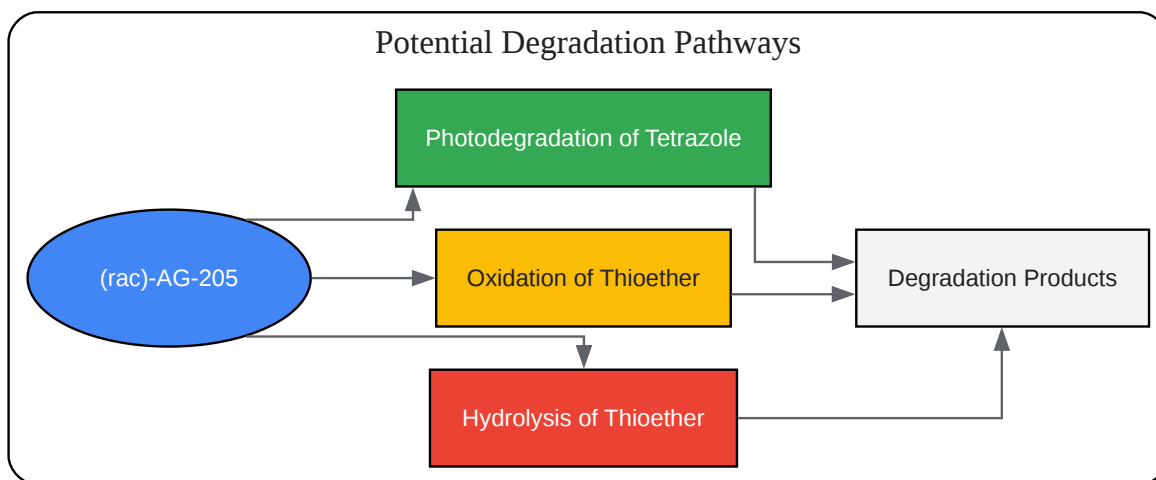 Potential Degradation Pathways
Photodegradation of Tetrazole
(rac)-AG-205
Oxidation of Thioether
Degradation Products
Hydrolysis of Thioether